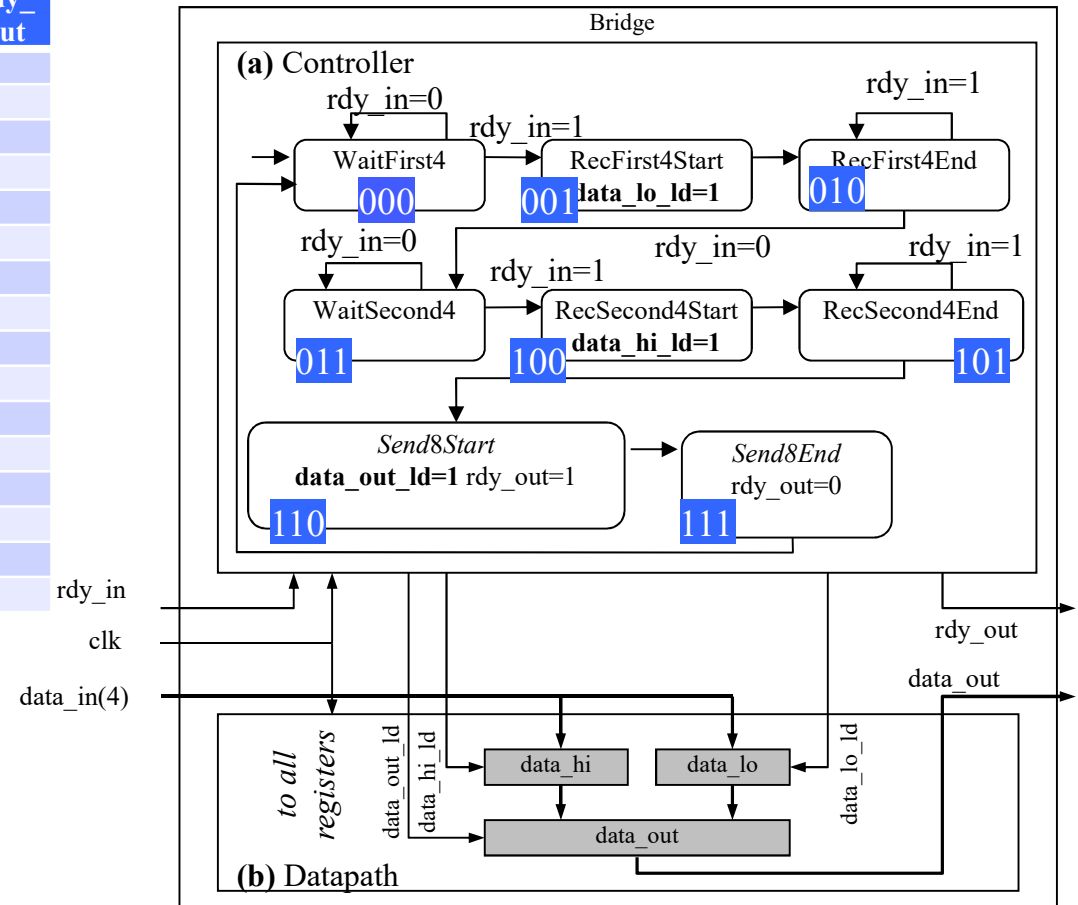 dy_
ut
Bridge
(a) Controller
rdy_in=0
rdy_in=1
rdy_in=1
WaitFirst4
RecFirst4Start
data_lo_ld=1
RecFirst4End
000
001
010
rdy_in=0
rdy_in=1
rdy_in=0
rdy_in=1
WaitSecond4
RecSecond4Start
data_hi_ld=1
RecSecond4End
011
100
101
Send8Start
data_out_ld=1 rdy_out=1
110
Send8End
rdy_out=0
111
rdy_in
clk
data_in(4)
rdy_out
data_out
to all
registers
data_out_ld
data_hi_ld
data_hi
data_lo
data_lo_ld
data_out
(b) Datapath